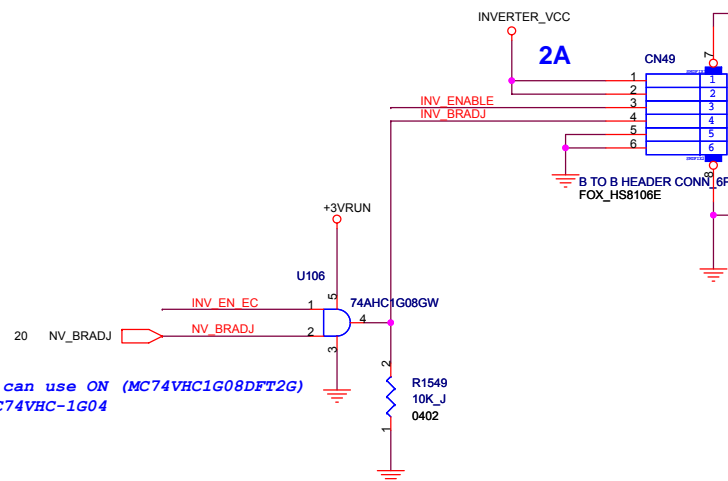 INVERTER_VCC
2A
CN49
7
1 1
2 2
3 3
4 4
5 5
6 6
8
INV_ENABLE
INV_BRADJ
B TO B HEADER CONN_6P
FOX_HS8106E
+3VRUN
U106
5
74AHC1G08GW
INV_EN_EC
1
4
20 NV_BRADJ
NV_BRADJ
2
3
can use ON (MC74VHC1G08DFT2G)
C74VHC-1G04
2
R1549
10K_J
0402
1